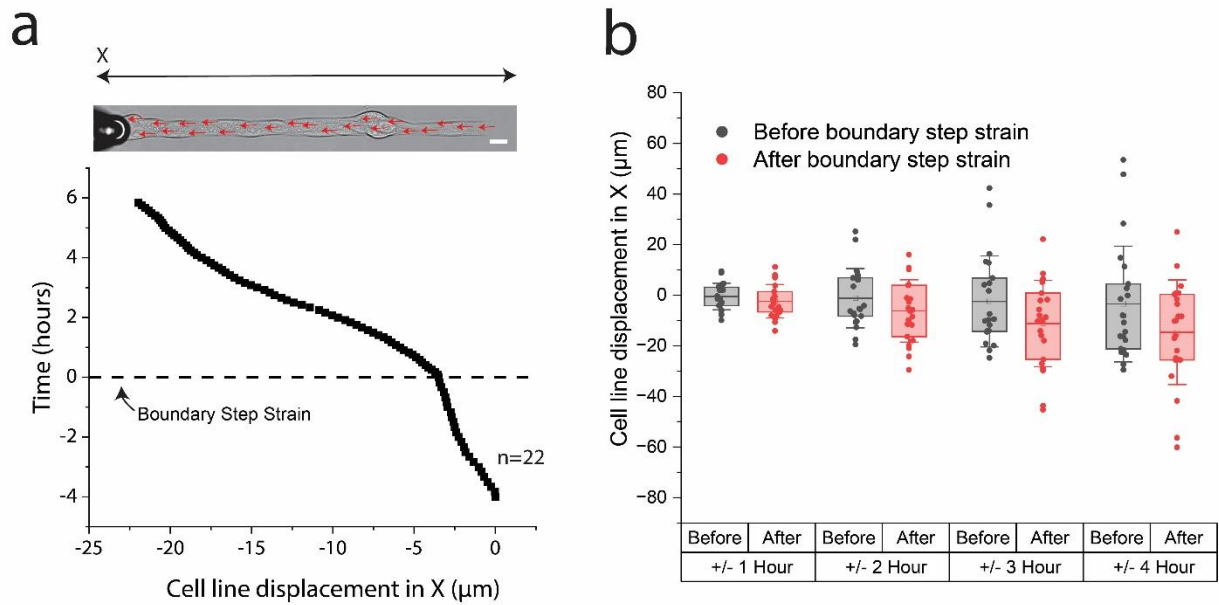 a
X
6
4
2
0
-2
-4
Time (hours)
Boundary Step Strain
n=22
-25 -20 -15 -10 -5 0
Cell line displacement in X (μm)
b
80
60
40
20
0
−20
−40
−60
−80
Cell line displacement in X (μm)
Before boundary step strain
After boundary step strain
Before After Before After Before After Before After
+/- 1 Hour +/- 2 Hour +/- 3 Hour +/- 4 Hour